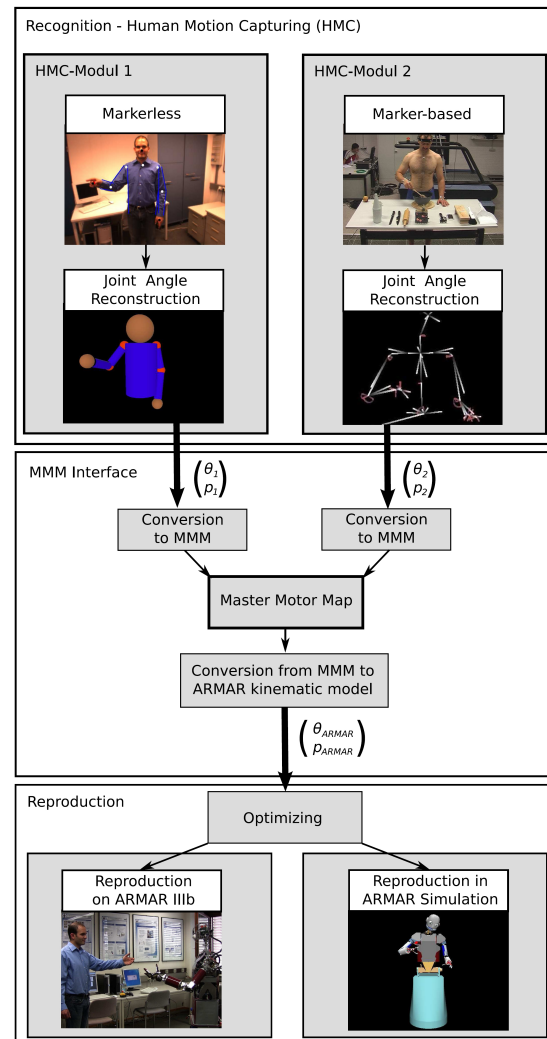 Recognition - Human Motion Capturing (HMC)
HMC-Modul 1
Markerless
Joint Angle
Reconstruction
HMC-Modul 2
Marker-based
Joint Angle
Reconstruction
MMM Interface
(θ1
p1)
(θ2
p2)
Conversion
to MMM
Conversion
to MMM
Master Motor Map
Conversion from MMM to
ARMAR kinematic model
(θARMAR
pARMAR)
Reproduction
Optimizing
Reproduction
on ARMAR IIIb
Reproduction in
ARMAR Simulation